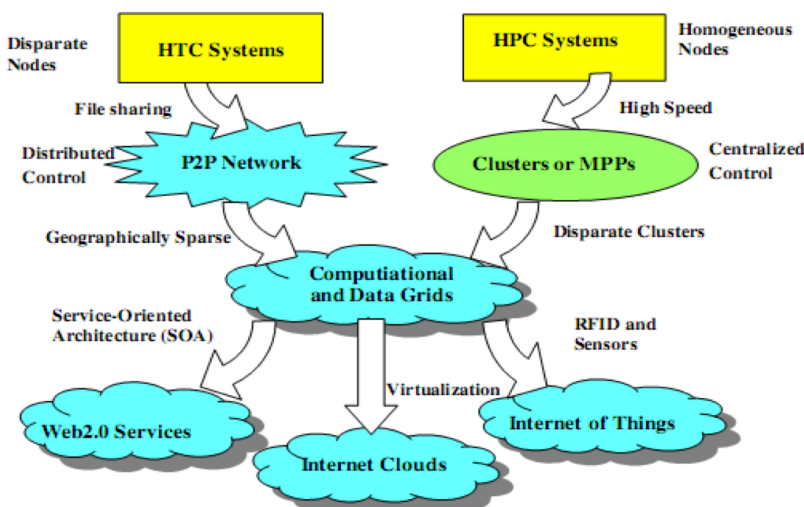 Disparate
Nodes
HTC Systems
HPC Systems
Homogeneous
Nodes
File sharing
High Speed
Distributed
Control
P2P Network
Clusters or MPPs
Centralized
Control
Geographically Sparse
Disparate Clusters
Computiational
and Data Grids
Service-Oriented
Architecture (SOA)
RFID and
Sensors
Virtualization
Web2.0 Services
Internet of Things
Internet Clouds